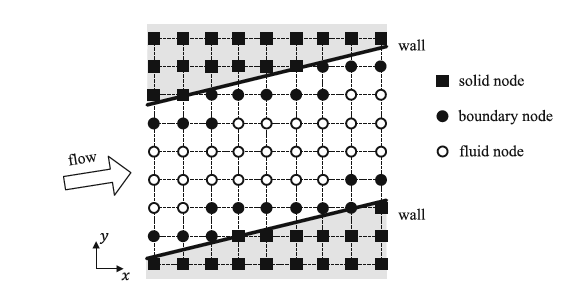 wall
solid node
boundary node
fluid node
flow
wall
y
x